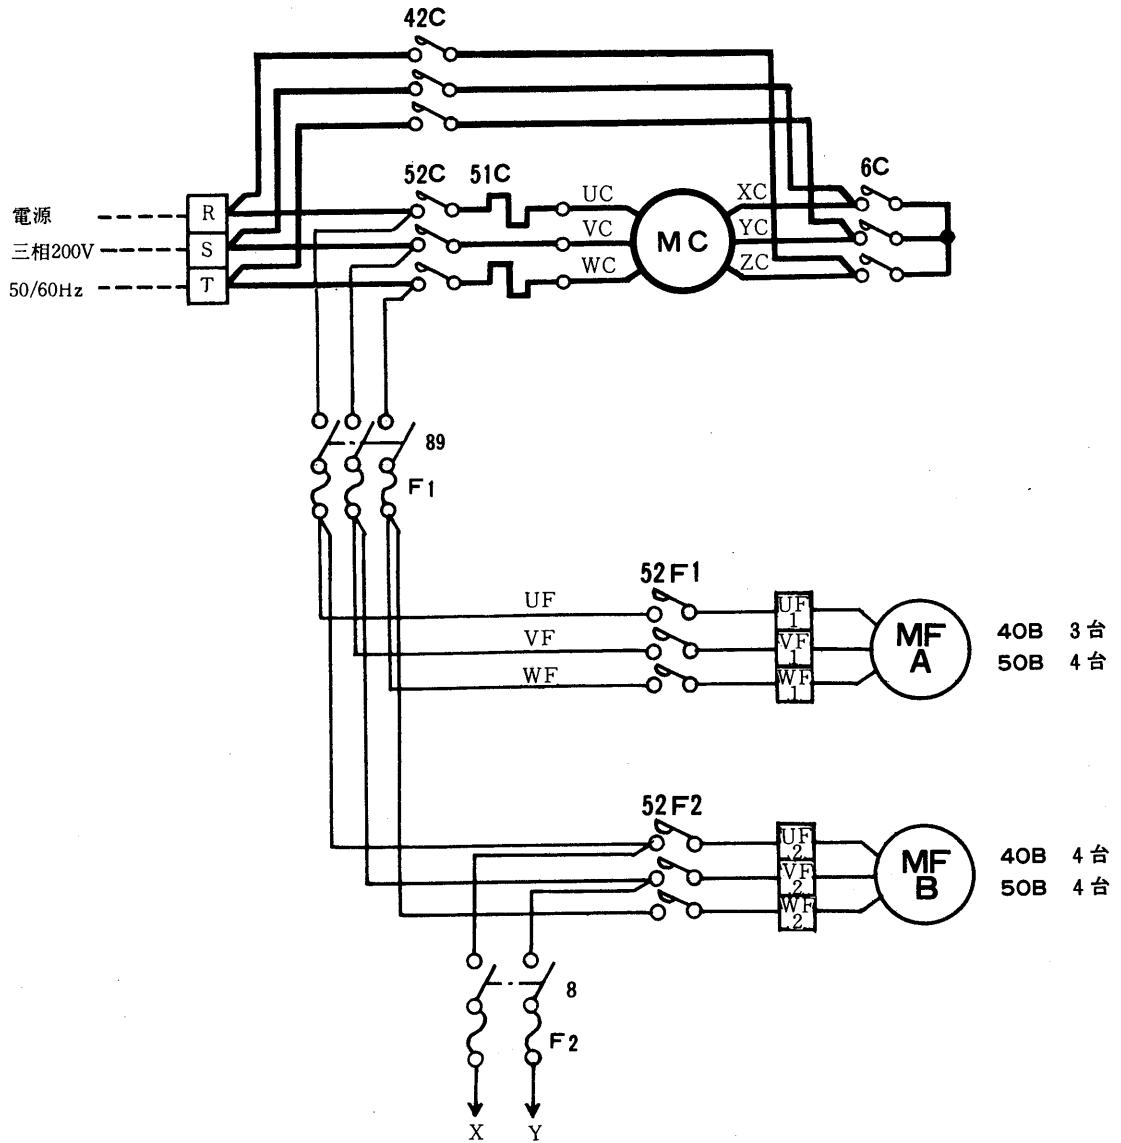 42C
52C 51C
6C
電源
三相200V
50/60Hz
R
S
T
UC
VC
WC
MC
XC
YC
ZC
89
F1
52F1
UF
VF
WF
UF
1
VF
1
WF
1
MF
A
40B 3台
50B 4台
52F2
UF
2
VF
2
WF
2
MF
B
40B 4台
50B 4台
8
F2
X
Y